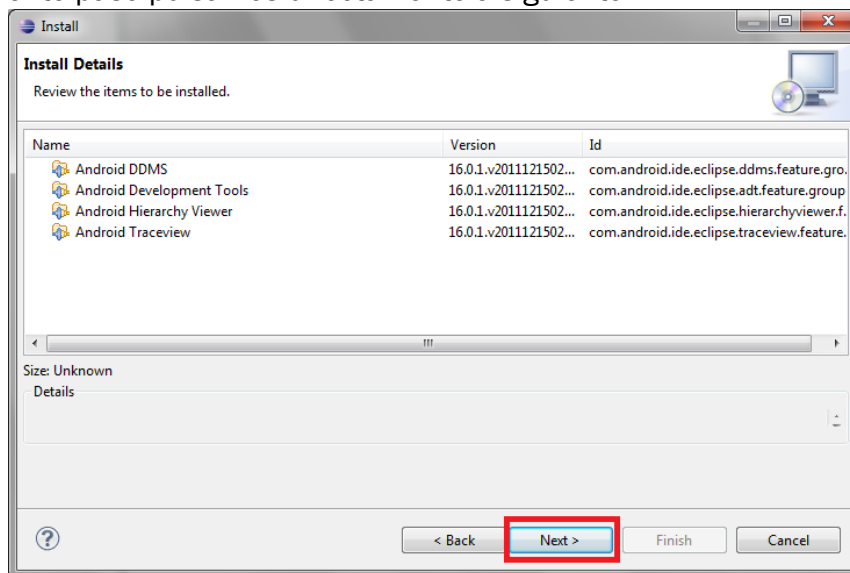 Install
Install Details
Review the items to be installed.
Name Version Id
Android DDMS 16.0.1.v2011121502... com.android.ide.eclipse.ddms.feature.gro.
Android Development Tools 16.0.1.v2011121502... com.android.ide.eclipse.adt.feature.group
Android Hierarchy Viewer 16.0.1.v2011121502... com.android.ide.eclipse.hierarchyviewer.f.
Android Traceview 16.0.1.v2011121502... com.android.ide.eclipse.traceview.feature.
Size: Unknown
Details
< Back Next > Finish Cancel